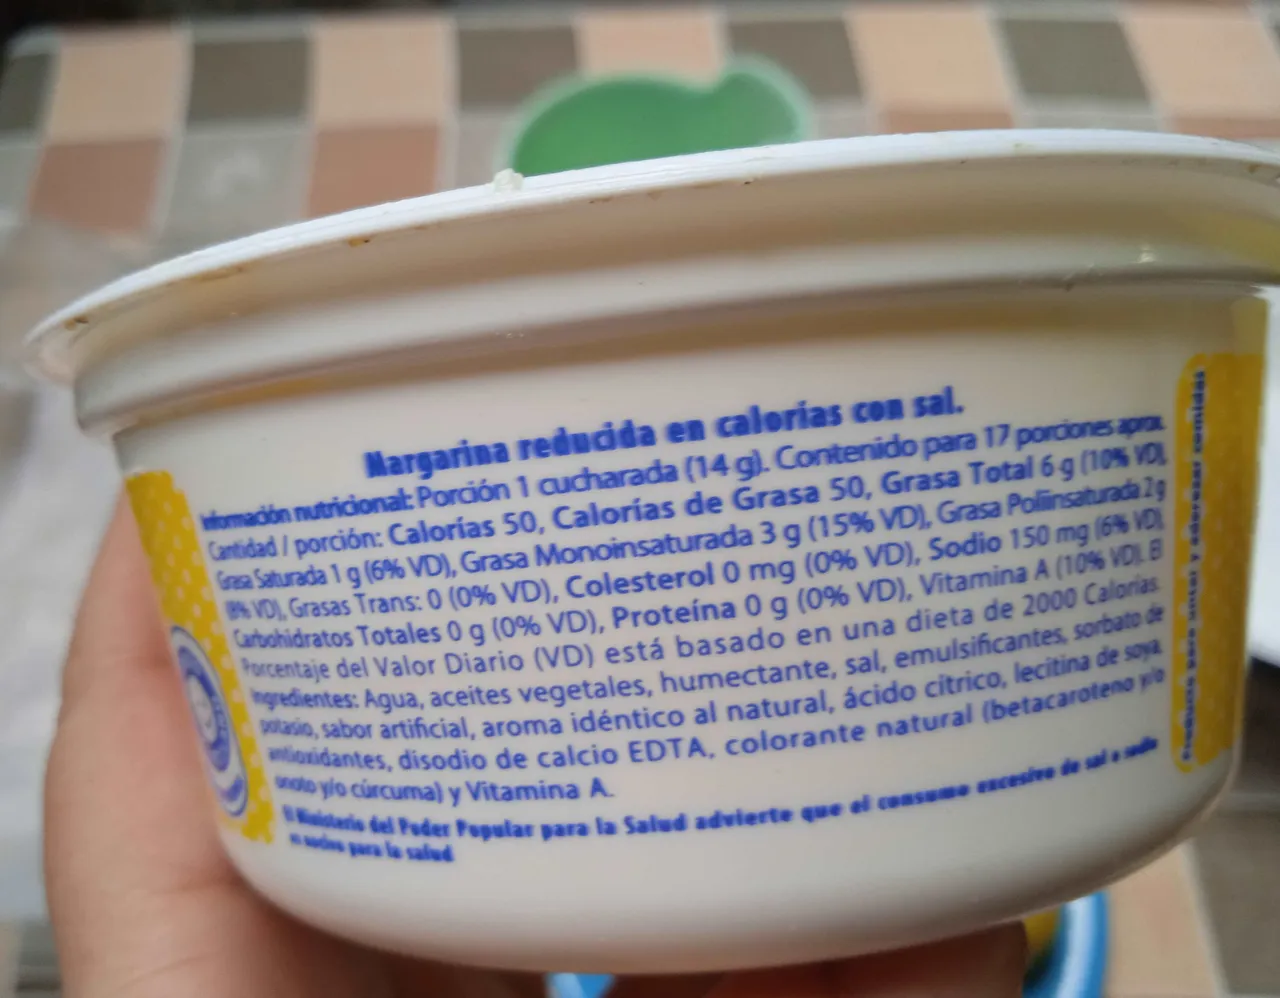 Margarina reducida en calorías con sal.
Información nutricional: Porción 1 cucharada (14 g). Contenido para 17 porciones aprox.
Cantidad / porción: Calorías 50, Calorías de Grasa 50, Grasa Total 6 g (10% VD),
Grasa Saturada 1 g (6% VD), Grasa Monoinsaturada 3 g (15% VD), Grasa Poliinsaturada 2 g
(8% VD), Grasas Trans: 0 (0% VD), Colesterol 0 mg (0% VD), Sodio 150 mg (6% VD),
Carbohidratos Totales 0 g (0% VD), Proteína 0 g (0% VD), Vitamina A (10% VD). El
Porcentaje del Valor Diario (VD) está basado en una dieta de 2000 Calorías.
Ingredientes: Agua, aceites vegetales, humectante, sal, emulsificantes, sorbato de
potasio, sabor artificial, aroma idéntico al natural, ácido cítrico, lecitina de soya,
antioxidantes, disodio de calcio EDTA, colorante natural (betacaroteno y/o
onoto y/o cúrcuma) y Vitamina A.
El Ministerio del Poder Popular para la Salud advierte que el consumo excesivo de sal o sodio
es nocivo para la salud
Producto para untar y aderezar comidas